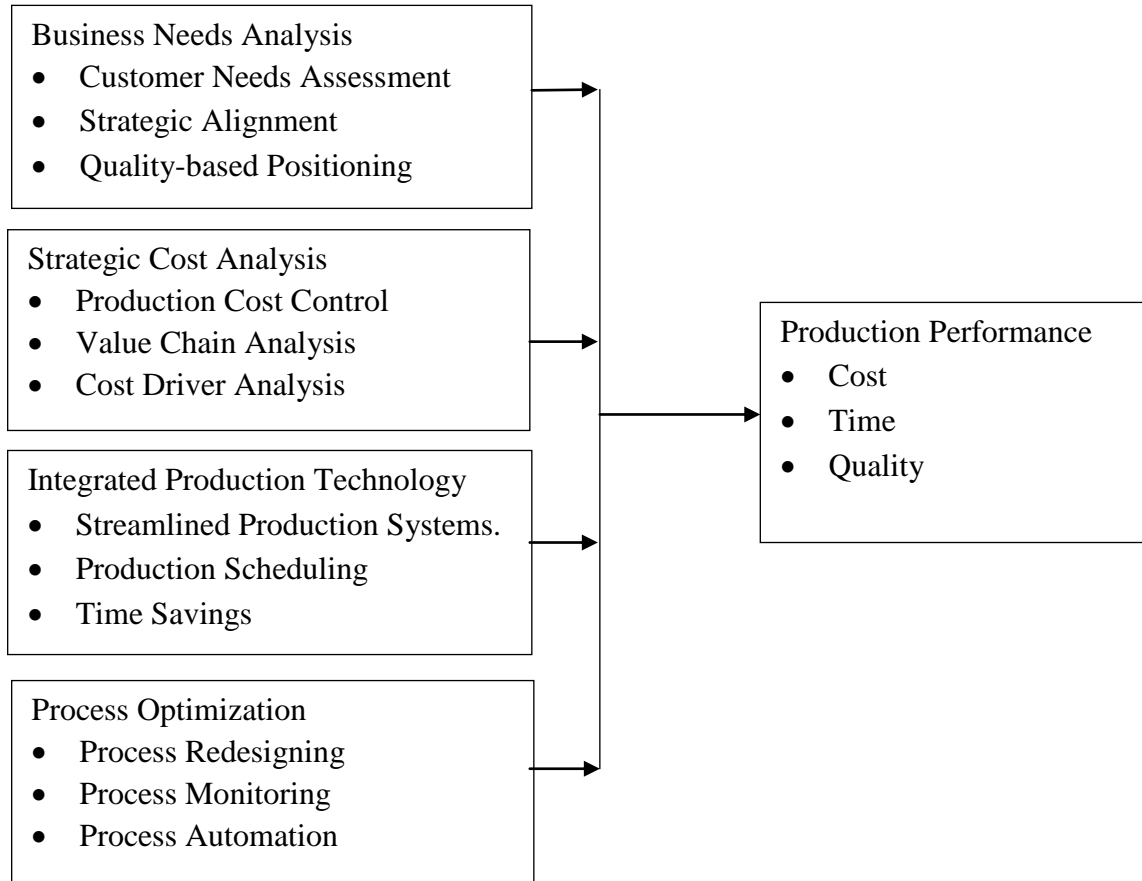 Business Needs Analysis
• Customer Needs Assessment
• Strategic Alignment
• Quality-based Positioning
Strategic Cost Analysis
• Production Cost Control
• Value Chain Analysis
• Cost Driver Analysis
Integrated Production Technology
• Streamlined Production Systems.
• Production Scheduling
• Time Savings
Process Optimization
• Process Redesigning
• Process Monitoring
• Process Automation
Production Performance
• Cost
• Time
• Quality